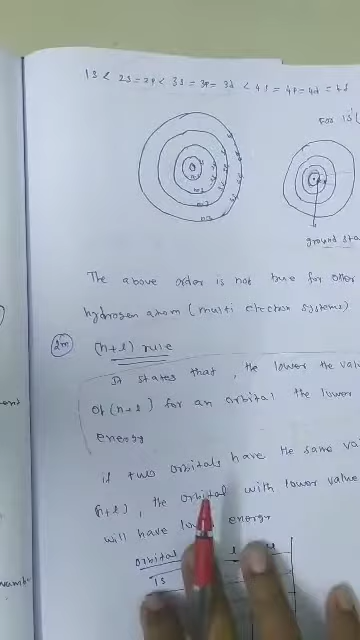 1s < 2s = 2p < 3s = 3p = 3d < 4s = 4p = 4d = 4f
For 1s
ground sta
The above order is not true for other
hydrogen atom (multi electron systems)
2m (n+l) rule
It states that, the lower the val
of (n+l) for an orbital the lower
energy
if two orbitals have the same val
(n+l), the orbital with lower value
will have lower energy
orbital l
1s